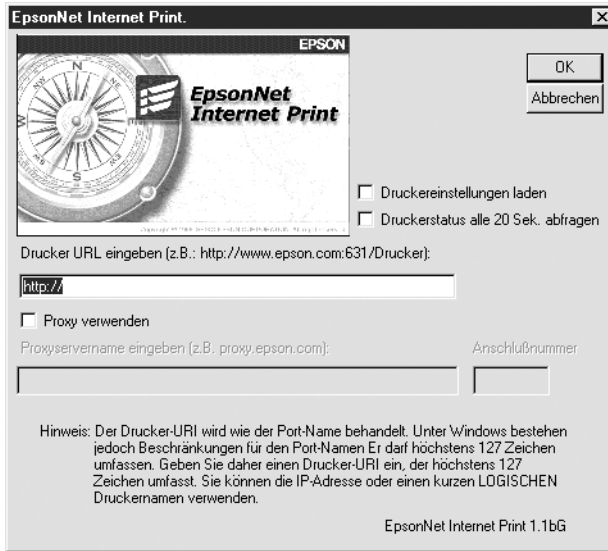 EpsonNet Internet Print.
EPSON
EpsonNet
Internet Print
N
S
OK
Abbrechen
Druckereinstellungen laden
Druckerstatus alle 20 Sek. abfragen
Drucker URL eingeben (z.B.: http://www.epson.com:631/Drucker):
http://
Proxy verwenden
Proxyservername eingeben (z.B. proxy.epson.com):
Anschlußnummer
Hinweis: Der Drucker-URI wird wie der Port-Name behandelt. Unter Windows bestehen
jedoch Beschränkungen für den Port-Namen Er darf höchstens 127 Zeichen
umfassen. Geben Sie daher einen Drucker-URI ein, der höchstens 127
Zeichen umfasst. Sie können die IP-Adresse oder einen kurzen LOGISCHEN
Druckernamen verwenden.
EpsonNet Internet Print 1.1bG